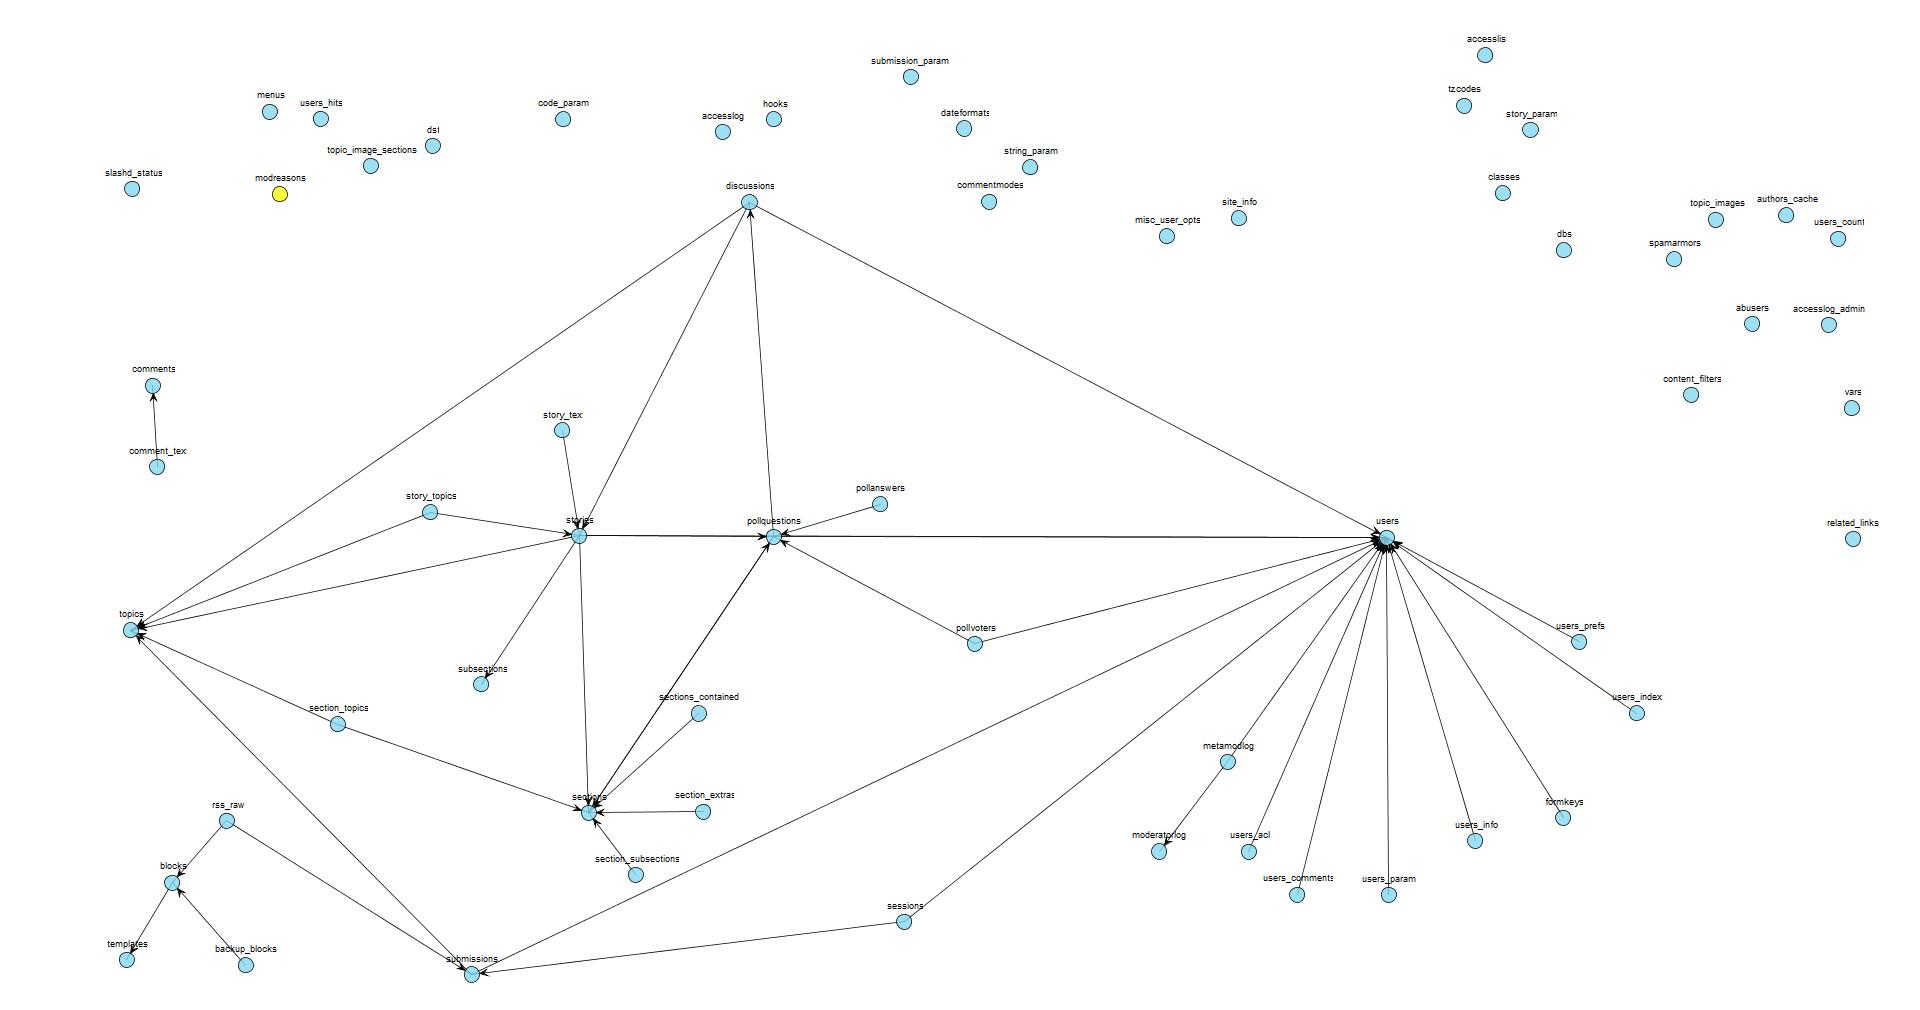 accesslis
submission_param
tzcodes
menus
users_hits
code_param
accesslog
hooks
dateformats
story_param
dst
topic_image_sections
string_param
slashd_status
modreasons
discussions
commentmodes
classes
site_info
misc_user_opts
topic_images
authors_cache
users_count
dbs
spamarmors
abusers
accesslog_admin
comments
content_filters
vars
story_tex
comment_tex
story_topics
pollanswers
stories
pollquestions
users
related_links
topics
pollvoters
users_prefs
subsections
sections_contained
users_index
section_topics
metamodlog
sections
section_extras
rss_raw
formkeys
users_info
moderatorlog
users_acl
section_subsections
blocks
users_comments
users_param
sessions
templates
backup_blocks
submissions